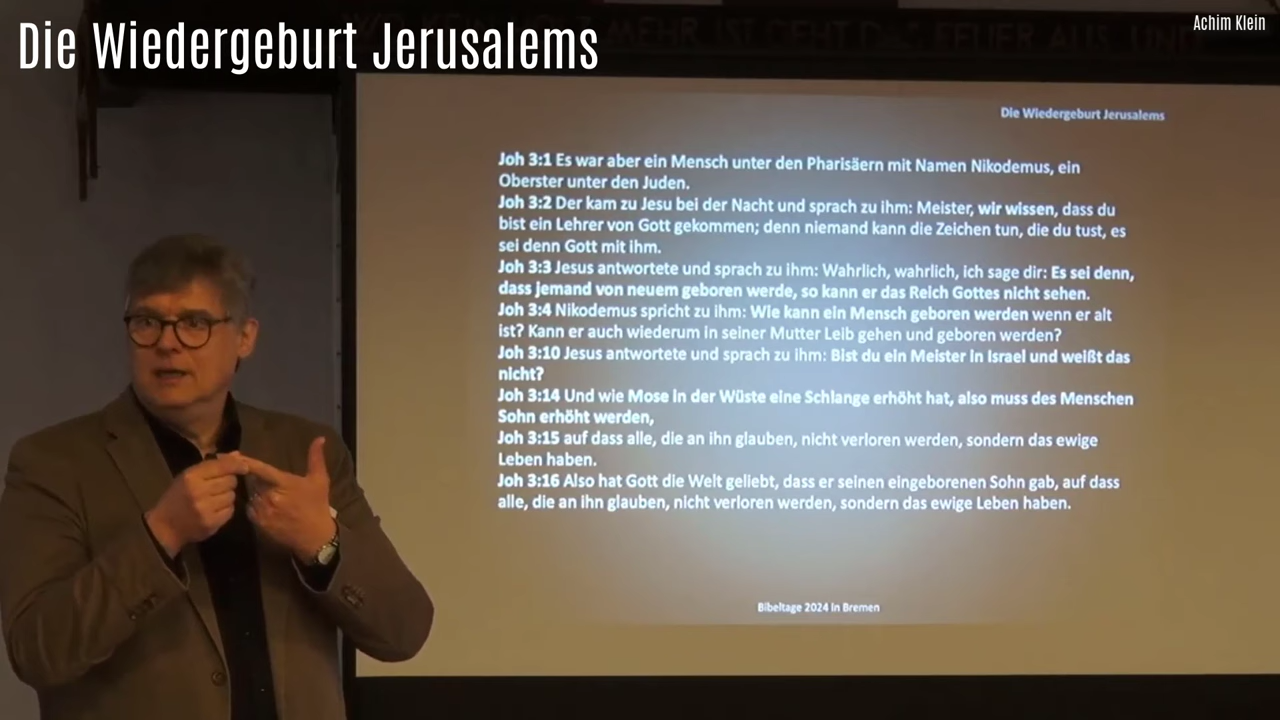 Die Wiedergeburt Jerusalems
Achim Klein
MEHR IST GEHT DAS FEUER AUS, UND
Die Wiedergeburt Jerusalems
Joh 3:1 Es war aber ein Mensch unter den Pharisäern mit Namen Nikodemus, ein
Oberster unter den Juden.
Joh 3:2 Der kam zu Jesu bei der Nacht und sprach zu ihm: Meister, wir wissen, dass du
bist ein Lehrer von Gott gekommen; denn niemand kann die Zeichen tun, die du tust, es
sei denn Gott mit ihm.
Joh 3:3 Jesus antwortete und sprach zu ihm: Wahrlich, wahrlich, ich sage dir: Es sei denn,
dass jemand von neuem geboren werde, so kann er das Reich Gottes nicht sehen.
Joh 3:4 Nikodemus spricht zu ihm: Wie kann ein Mensch geboren werden wenn er alt
ist? Kann er auch wiederum in seiner Mutter Leib gehen und geboren werden?
Joh 3:10 Jesus antwortete und sprach zu ihm: Bist du ein Meister in Israel und weißt das
nicht?
Joh 3:14 Und wie Mose in der Wüste eine Schlange erhöht hat, also muss des Menschen
Sohn erhöht werden,
Joh 3:15 auf dass alle, die an ihn glauben, nicht verloren werden, sondern das ewige
Leben haben.
Joh 3:16 Also hat Gott die Welt geliebt, dass er seinen eingeborenen Sohn gab, auf dass
alle, die an ihn glauben, nicht verloren werden, sondern das ewige Leben haben.
Bibeltage 2024 in Bremen